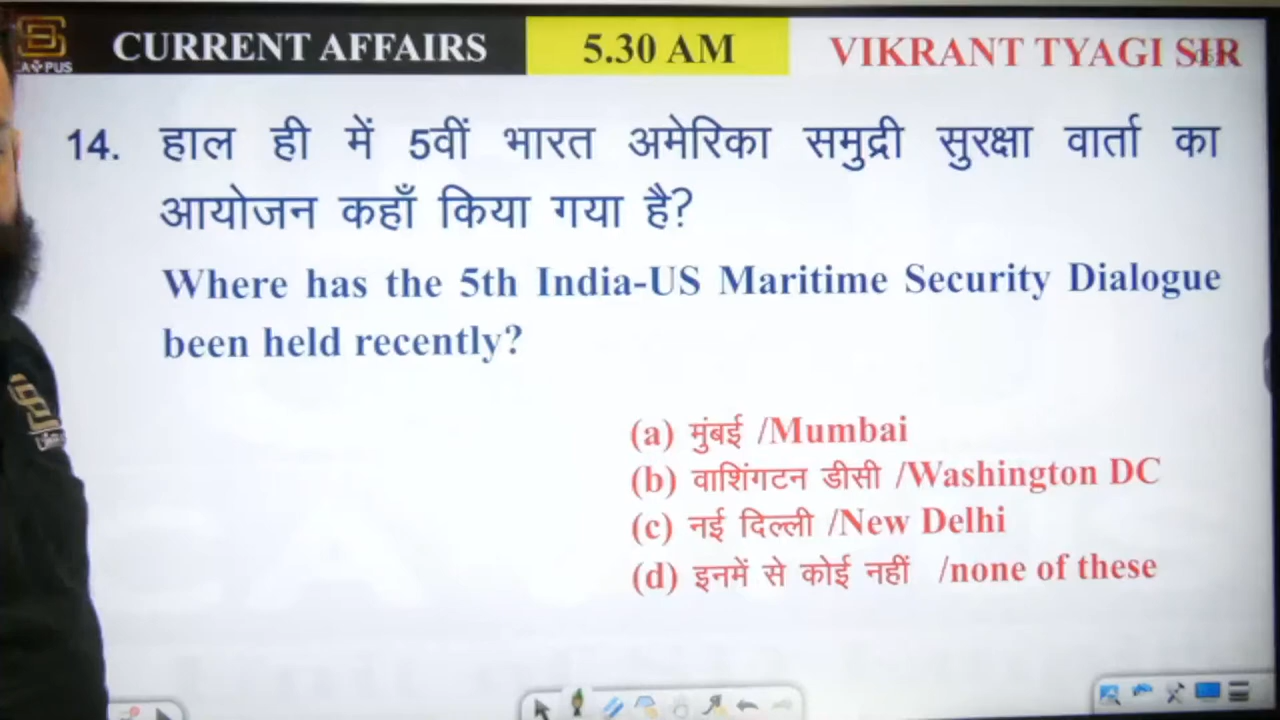 CAMPUS
CURRENT AFFAIRS
5.30 AM
VIKRANT TYAGI SIR
14. हाल ही में 5वीं भारत अमेरिका समुद्री सुरक्षा वार्ता का
आयोजन कहाँ किया गया है?
Where has the 5th India-US Maritime Security Dialogue
been held recently?
(a) मुंबई /Mumbai
(b) वाशिंगटन डीसी /Washington DC
(c) नई दिल्ली /New Delhi
(d) इनमें से कोई नहीं /none of these